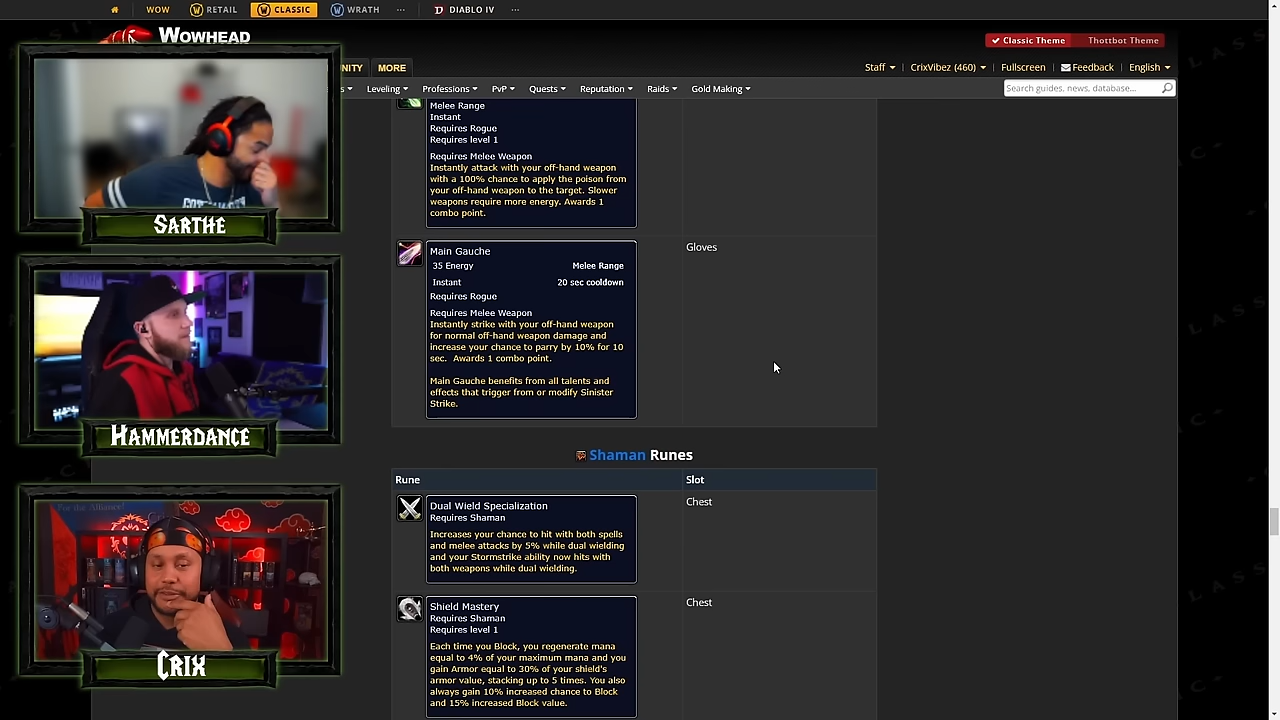 WOW
RETAIL
CLASSIC
WRATH
...
DIABLO IV
...
WOWHEAD
Classic Theme
Thottbot Theme
MORE
Staff
CrixVibez (460)
Fullscreen
Feedback
English
Leveling
PvP
Quests
Reputation
Raids
Gold Making
Search guides, news, database...
Melee Range
Instant
Requires Rogue
Requires level 1
Requires Melee Weapon
Instantly attack with your off-hand weapon
with a 100% chance to apply the poison from
your off-hand weapon to the target. Slower
weapons require more energy. Awards 1
combo point.
Main Gauche
35 Energy Melee Range
Instant 20 sec cooldown
Requires Rogue
Requires Melee Weapon
Instantly strike with your off-hand weapon
for normal off-hand weapon damage and
increase your chance to parry by 10% for 10
sec. Awards 1 combo point.
Main Gauche benefits from all talents and
effects that trigger from or modify Sinister
Strike.
Gloves
Shaman Runes
Rune Slot
Dual Wield Specialization
Requires Shaman
Increases your chance to hit with both spells
and melee attacks by 5% while dual wielding
and your Stormstrike ability now hits with
both weapons while dual wielding.
Chest
Shield Mastery
Requires Shaman
Requires level 1
Each time you Block, you regenerate mana
equal to 4% of your maximum mana and you
gain Armor equal to 30% of your shield's
armor value, stacking up to 5 times. You also
always gain 10% increased chance to Block
and 15% increased Block value.
Chest
SARTHE
HAMMERDANCE
For the Alliance!
CRIX